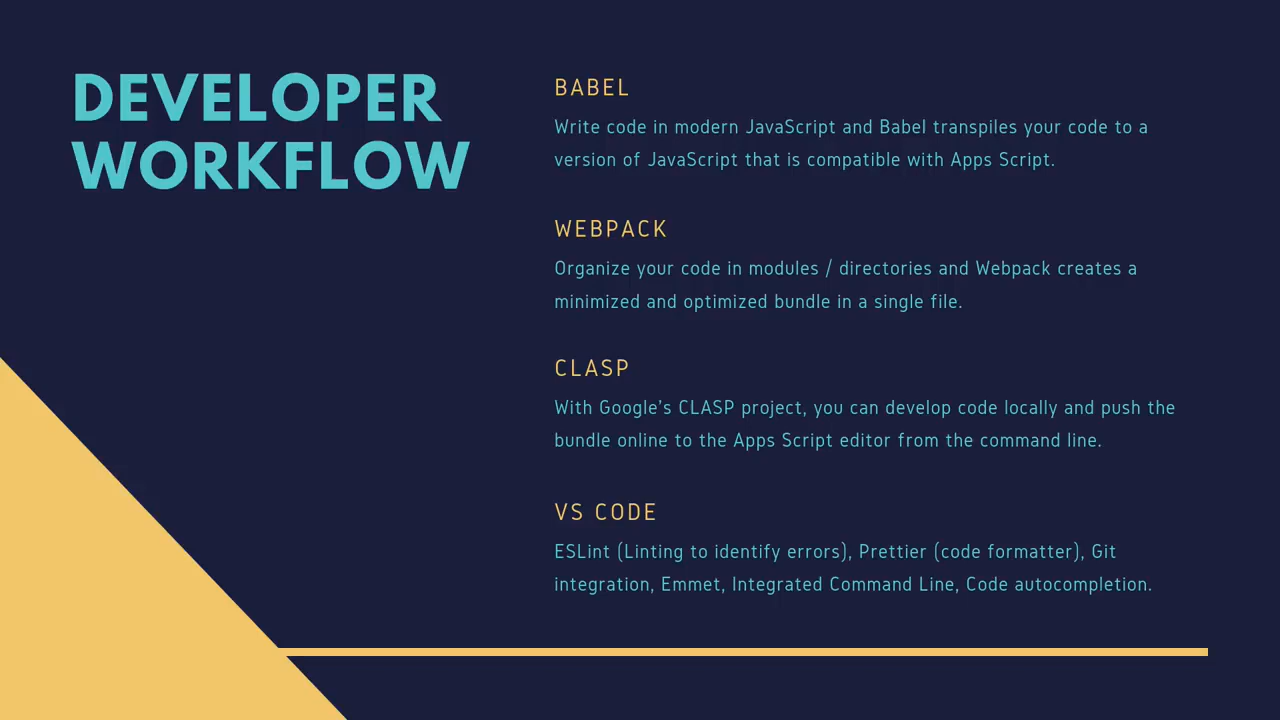 DEVELOPER
WORKFLOW
BABEL
Write code in modern JavaScript and Babel transpiles your code to a
version of JavaScript that is compatible with Apps Script.
WEBPACK
Organize your code in modules / directories and Webpack creates a
minimized and optimized bundle in a single file.
CLASP
With Google’s CLASP project, you can develop code locally and push the
bundle online to the Apps Script editor from the command line.
VS CODE
ESLint (Linting to identify errors), Prettier (code formatter), Git
integration, Emmet, Integrated Command Line, Code autocompletion.